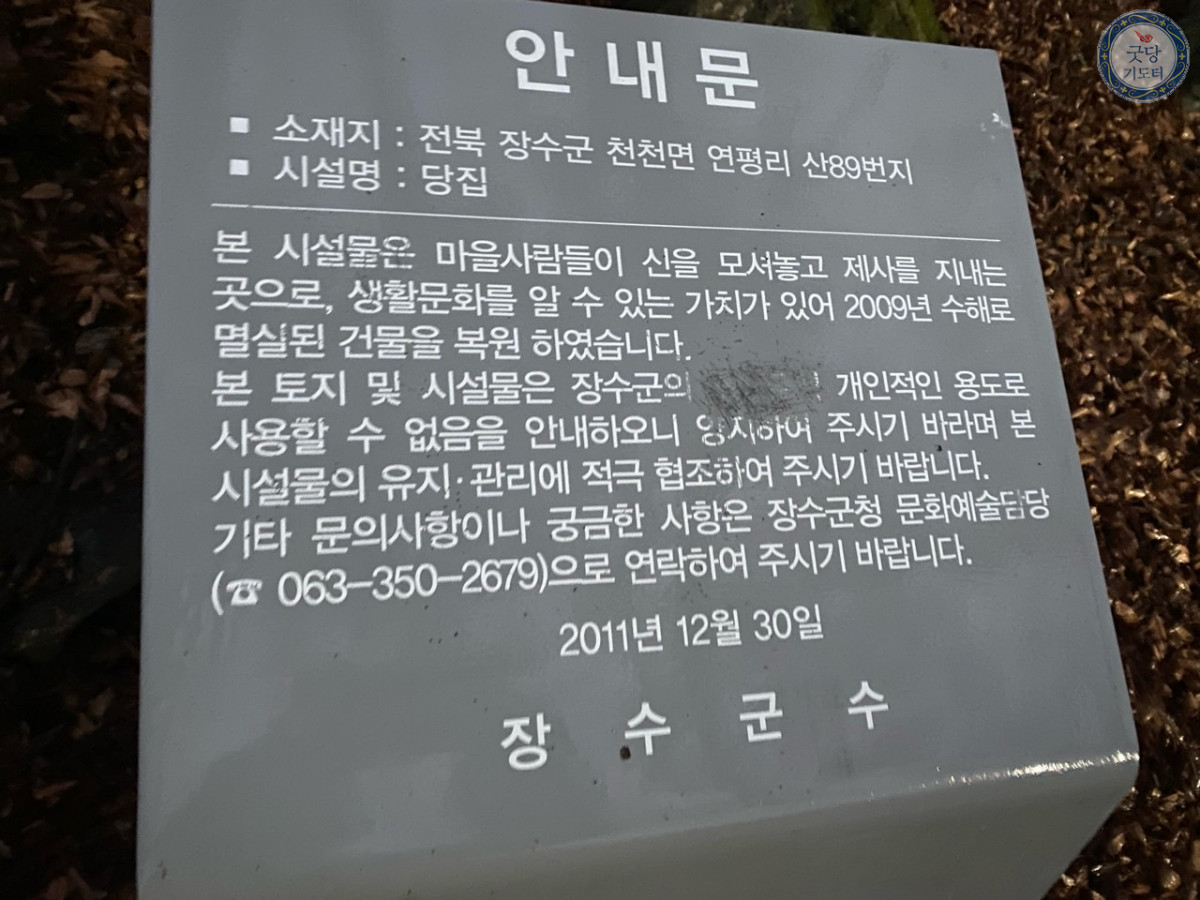 굿당
기도터
안내문
▪ 소재지 : 전북 장수군 천천면 연평리 산89번지
▪ 시설명 : 당집
본 시설물은 마을사람들이 신을 모셔놓고 제사를 지내는
곳으로, 생활문화를 알 수 있는 가치가 있어 2009년 수해로
멸실된 건물을 복원 하였습니다.
본 토지 및 시설물은 장수군의 개인적인 용도로
사용할 수 없음을 안내하오니 양지하여 주시기 바라며 본
시설물의 유지·관리에 적극 협조하여 주시기 바랍니다.
기타 문의사항이나 궁금한 사항은 장수군청 문화예술담당
(☎ 063-350-2679)으로 연락하여 주시기 바랍니다.
2011년 12월 30일
장 수 군 수